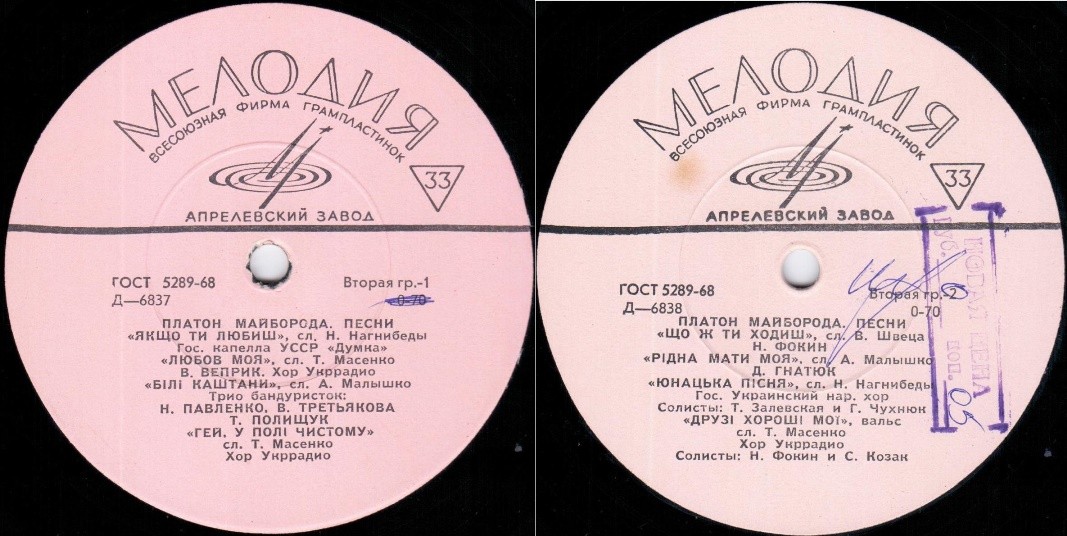 МЕЛОДИЯ
ВСЕСОЮЗНАЯ ФИРМА ГРАМПЛАСТИНОК
33
АПРЕЛЕВСКИЙ ЗАВОД
ГОСТ 5289-68 Вторая гр.-1
Д—6837 0-70
ПЛАТОН МАЙБОРОДА. ПЕСНИ
«ЯКЩО ТИ ЛЮБИШ», сл. Н. Нагнибеды
Гос. капелла УССР «Думка»
«ЛЮБОВ МОЯ», сл. Т. Масенко
В. ВЕПРИК. Хор Укррадио
«БІЛІ КАШТАНИ», сл. А. Малышко
Трио бандуристок:
Н. ПАВЛЕНКО, В. ТРЕТЬЯКОВА
Т. ПОЛИЩУК
«ГЕЙ, У ПОЛІ ЧИСТОМУ»
сл. Т. Масенко
Хор Укррадио
МЕЛОДИЯ
ВСЕСОЮЗНАЯ ФИРМА ГРАМПЛАСТИНОК
33
АПРЕЛЕВСКИЙ ЗАВОД
ГОСТ 5289-68 Вторая гр.-2
Д—6838 0-70
ПЛАТОН МАЙБОРОДА. ПЕСНИ
«ЩО Ж ТИ ХОДИШ», сл. В. Швеца
Н. ФОКИН
«РІДНА МАТИ МОЯ», сл. А. Малышко
Д. ГНАТЮК
«ЮНАЦЬКА ПІСНЯ», сл. Н. Нагнибеды
Гос. Украинский нар. хор
Солисты: Т. Залевская и Г. Чухнюк
«ДРУЗІ ХОРОШІ МОЇ», вальс
сл. Т. Масенко
Хор Укррадио
Солисты: Н. Фокин и С. Козак
НОВАЯ ЦЕНА
Руб. 0 коп. 05